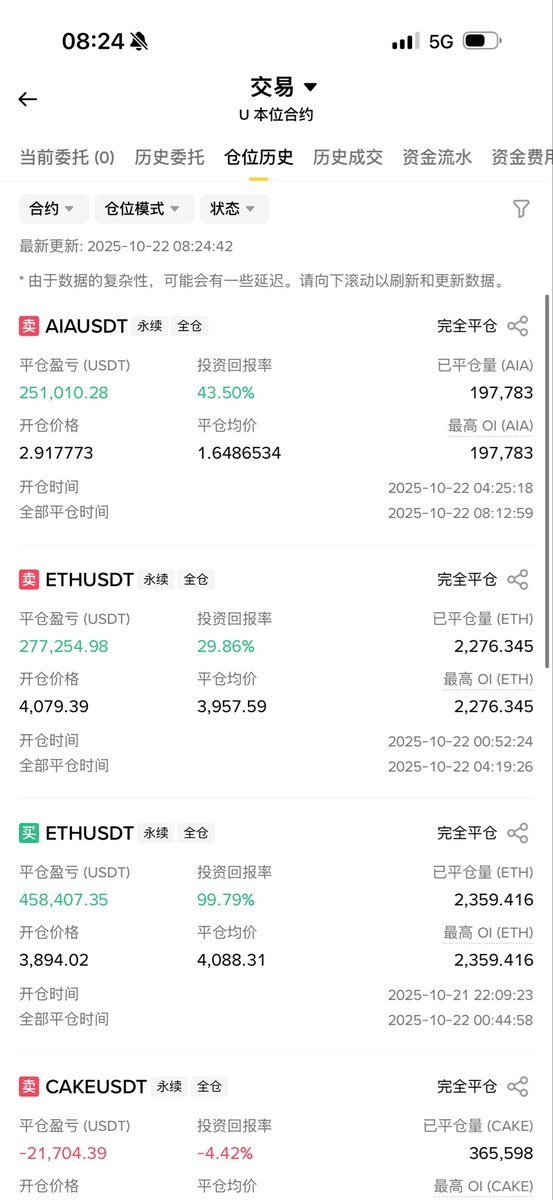 08:24 5G
交易
U 本位合约
当前委托 (0) 历史委托 仓位历史 历史成交 资金流水 资金费用
合约 仓位模式 状态
最新更新: 2025-10-22 08:24:42
* 由于数据的复杂性，可能会有一些延迟。请向下滚动以刷新和更新数据。
卖 AIAUSDT 永续 全仓 完全平仓
平仓盈亏 (USDT) 投资回报率 已平仓量 (AIA)
251,010.28 43.50% 197,783
开仓价格 平仓均价 最高 OI (AIA)
2.917773 1.6486534 197,783
开仓时间 2025-10-22 04:25:18
全部平仓时间 2025-10-22 08:12:59
卖 ETHUSDT 永续 全仓 完全平仓
平仓盈亏 (USDT) 投资回报率 已平仓量 (ETH)
277,254.98 29.86% 2,276.345
开仓价格 平仓均价 最高 OI (ETH)
4,079.39 3,957.59 2,276.345
开仓时间 2025-10-22 00:52:24
全部平仓时间 2025-10-22 04:19:26
买 ETHUSDT 永续 全仓 完全平仓
平仓盈亏 (USDT) 投资回报率 已平仓量 (ETH)
458,407.35 99.79% 2,359.416
开仓价格 平仓均价 最高 OI (ETH)
3,894.02 4,088.31 2,359.416
开仓时间 2025-10-21 22:09:23
全部平仓时间 2025-10-22 00:44:58
卖 CAKEUSDT 永续 全仓 完全平仓
平仓盈亏 (USDT) 投资回报率 已平仓量 (CAKE)
-21,704.39 -4.42% 365,598
开仓价格 平仓均价 最高 OI (CAKE)